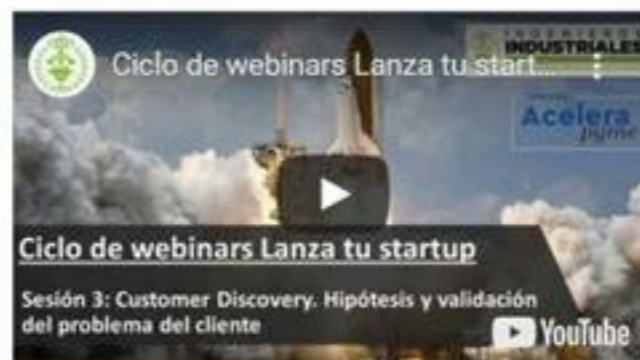 Ciclo de webinars Lanza tu start...
INGENIEROS
INDUSTRIALES
Acelera
pyme
Ciclo de webinars Lanza tu startup
Sesión 3: Customer Discovery. Hipótesis y validación
del problema del cliente
YouTube